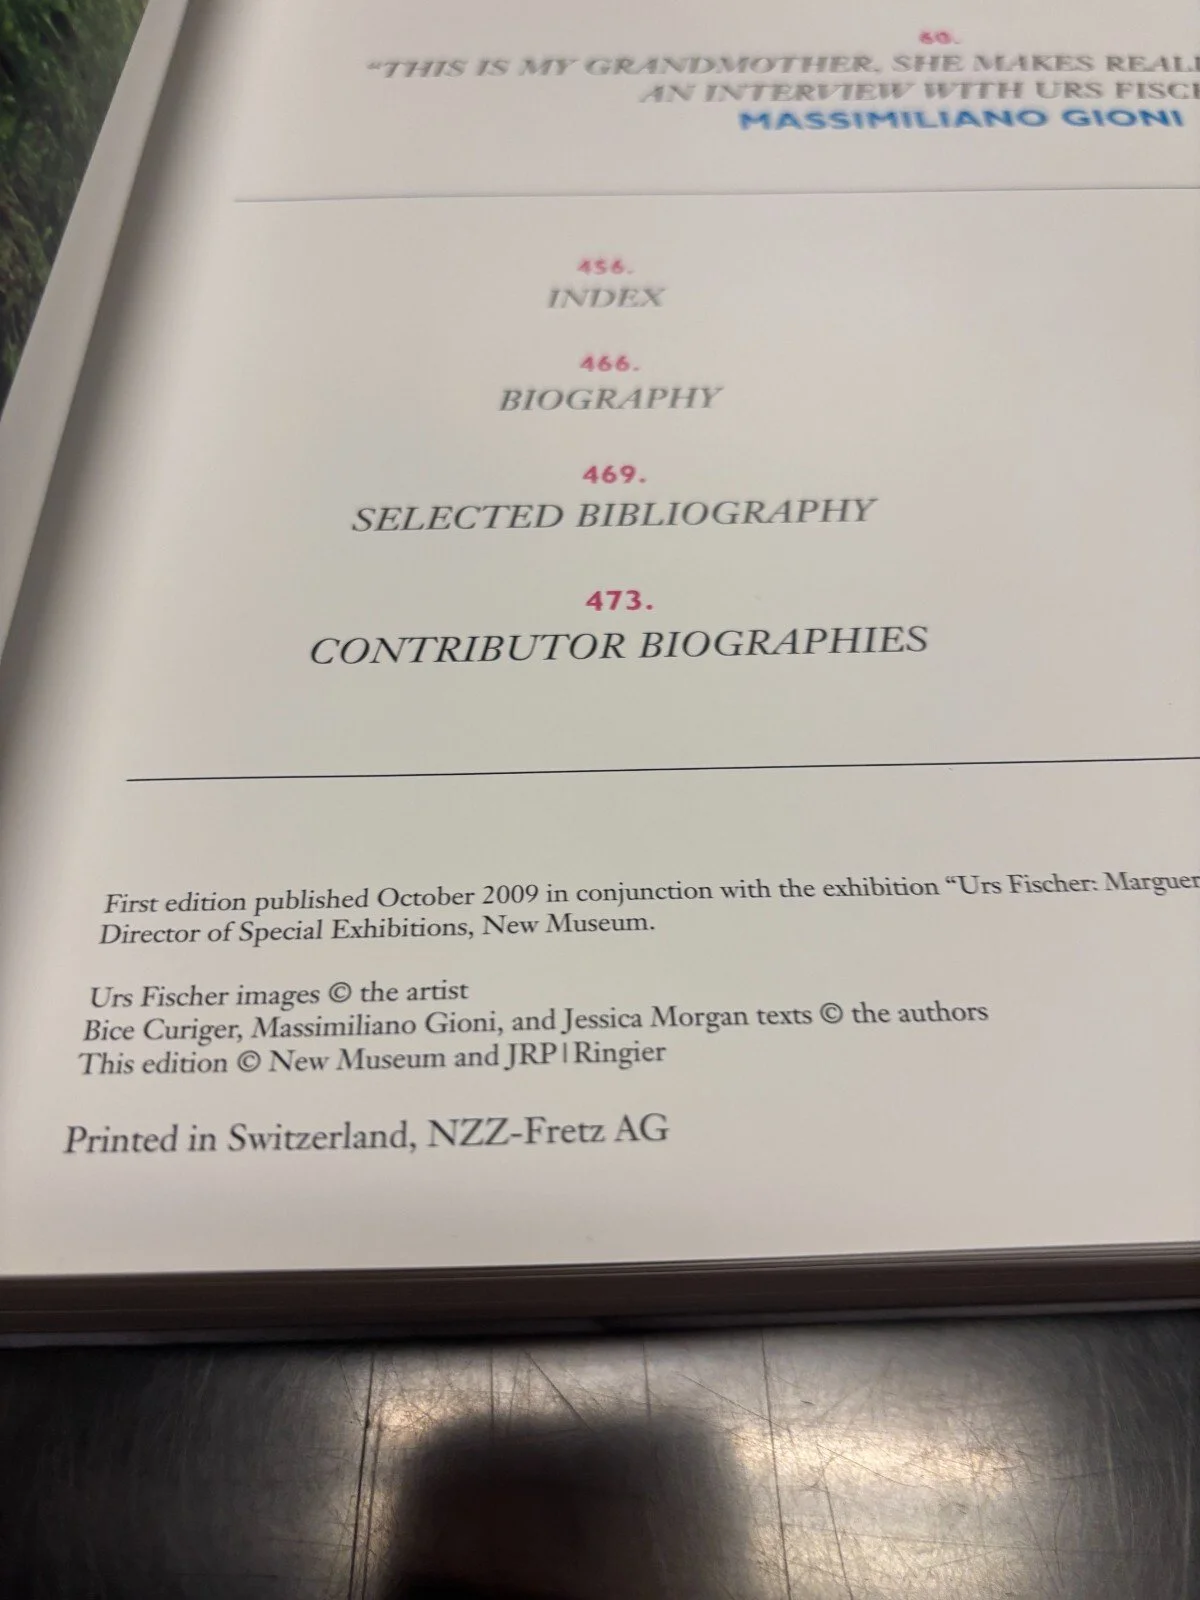 60.
"THIS IS MY GRANDMOTHER. SHE MAKES REALL
AN INTERVIEW WITH URS FISCH
MASSIMILIANO GIONI
456.
INDEX
466.
BIOGRAPHY
469.
SELECTED BIBLIOGRAPHY
473.
CONTRIBUTOR BIOGRAPHIES
First edition published October 2009 in conjunction with the exhibition “Urs Fischer: Marguer
Director of Special Exhibitions, New Museum.
Urs Fischer images © the artist
Bice Curiger, Massimiliano Gioni, and Jessica Morgan texts © the authors
This edition © New Museum and JRP|Ringier
Printed in Switzerland, NZZ-Fretz AG